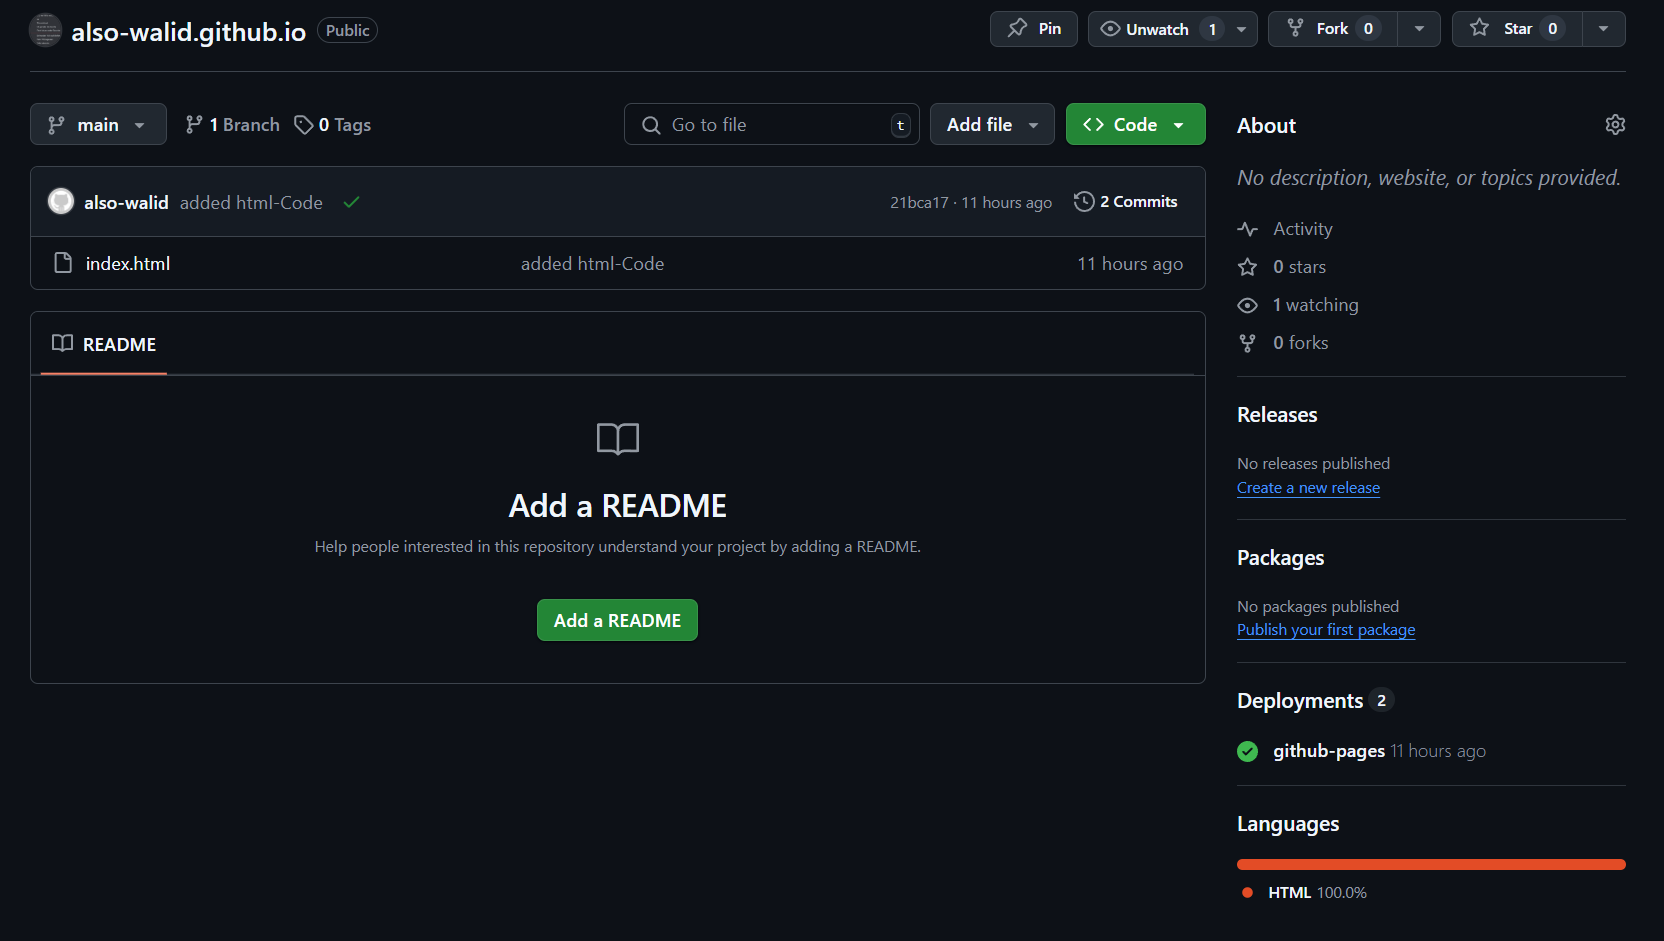 also-walid.github.io Public
Pin
Unwatch 1
Fork 0
Star 0
main
1 Branch
0 Tags
Go to file t
Add file
<> Code
also-walid added html-Code
21bca17 · 11 hours ago
2 Commits
index.html added html-Code 11 hours ago
README
Add a README
Help people interested in this repository understand your project by adding a README.
Add a README
About
No description, website, or topics provided.
Activity
0 stars
1 watching
0 forks
Releases
No releases published
Create a new release
Packages
No packages published
Publish your first package
Deployments 2
github-pages 11 hours ago
Languages
HTML 100.0%